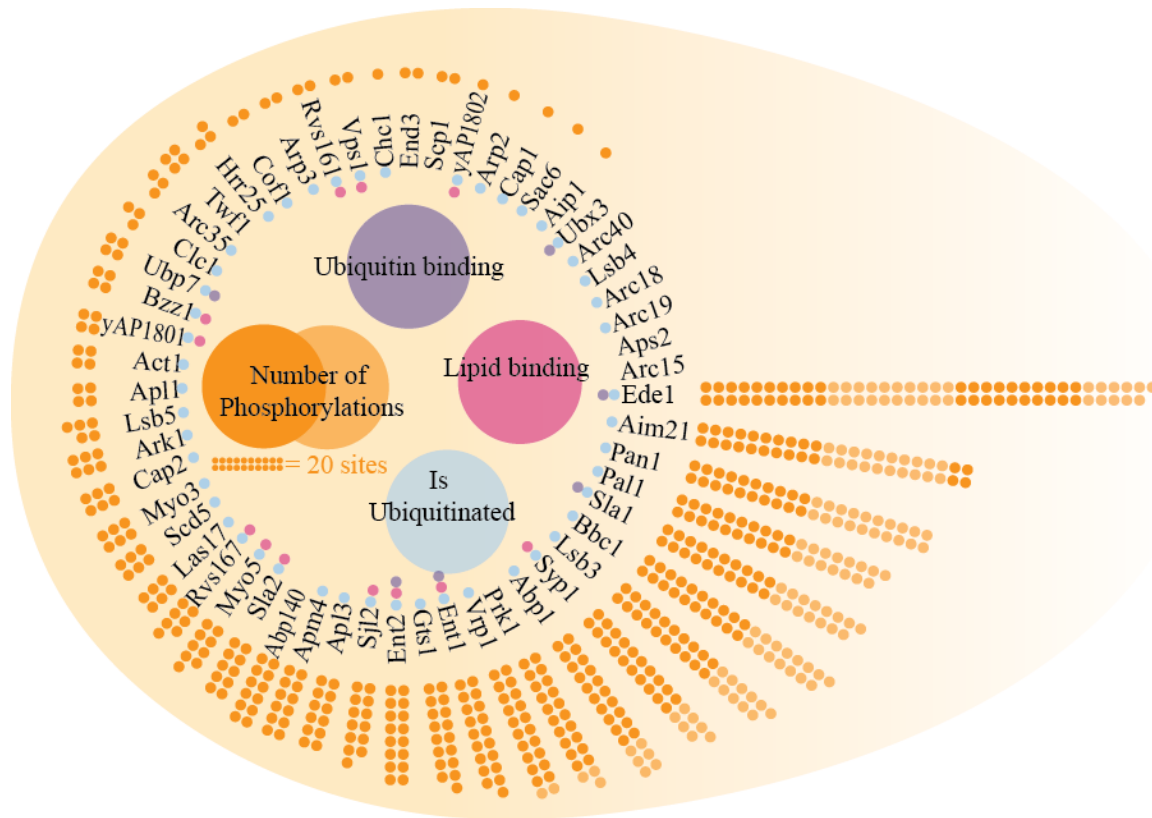 Rvs161
Vps1
Chc1
End3
Scp1
yAP1802
Arp2
Cap1
Sac6
Aip1
Ubx3
Arc40
Lsb4
Arc18
Arc19
Aps2
Arc15
Ede1
Aim21
Pan1
Pal1
Sla1
Bbc1
Lsb3
Syp1
Abp1
Prk1
Vrp1
Ent1
Gts1
Ent2
Sjl2
Apl3
Apm4
Abp140
Sla2
Myo5
Rvs167
Las17
Scd5
Myo3
Cap2
Ark1
Lsb5
Apl1
Act1
yAP1801
Bzz1
Ubp7
Clc1
Arc35
Twf1
Hrr25
Cof1
Arp3
Ubiquitin binding
Lipid binding
Number of
Phosphorylations
= 20 sites
Is
Ubiquitinated